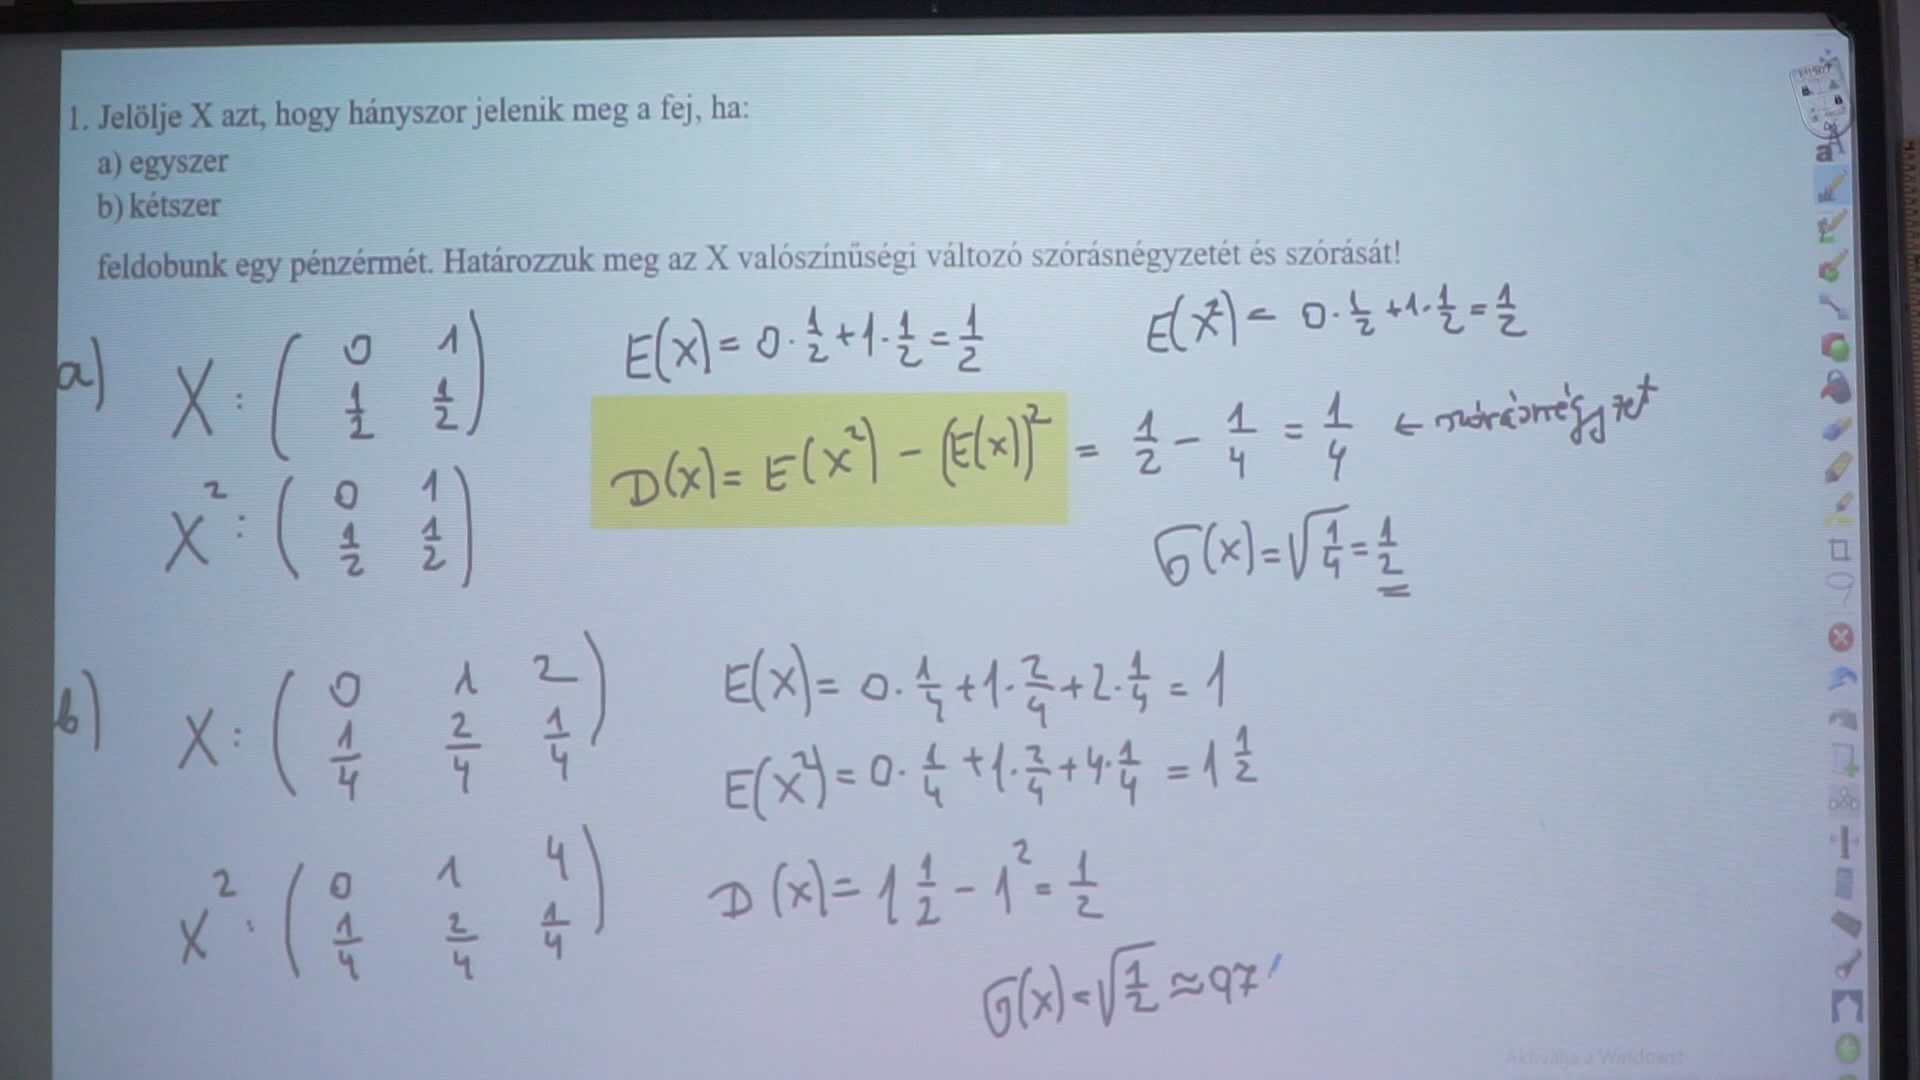 1. Jelölje X azt, hogy hányszor jelenik meg a fej, ha:
a) egyszer
b) kétszer
feldobunk egy pénzérmét. Határozzuk meg az X valószínűségi változó szórásnégyzetét és szórását!
a) X : ( 0 1 )
( 1/2 1/2 )
E(X) = 0 · 1/2 + 1 · 1/2 = 1/2
E(X²) = 0 · 1/2 + 1 · 1/2 = 1/2
D(X) = E(X²) − (E(X))² = 1/2 − 1/4 = 1/4 ← szórásnégyzet
X² : ( 0 1 )
( 1/2 1/2 )
σ(X) = √1/4 = 1/2
b) X : ( 0 1 2 )
( 1/4 2/4 1/4 )
E(X) = 0 · 1/4 + 1 · 2/4 + 2 · 1/4 = 1
E(X²) = 0 · 1/4 + 1 · 2/4 + 4 · 1/4 = 1 1/2
X² : ( 0 1 4 )
( 1/4 2/4 1/4 )
D(X) = 1 1/2 − 1² = 1/2
σ(X) = √1/2 ≈ 0,7
Aktiválja a Windowst